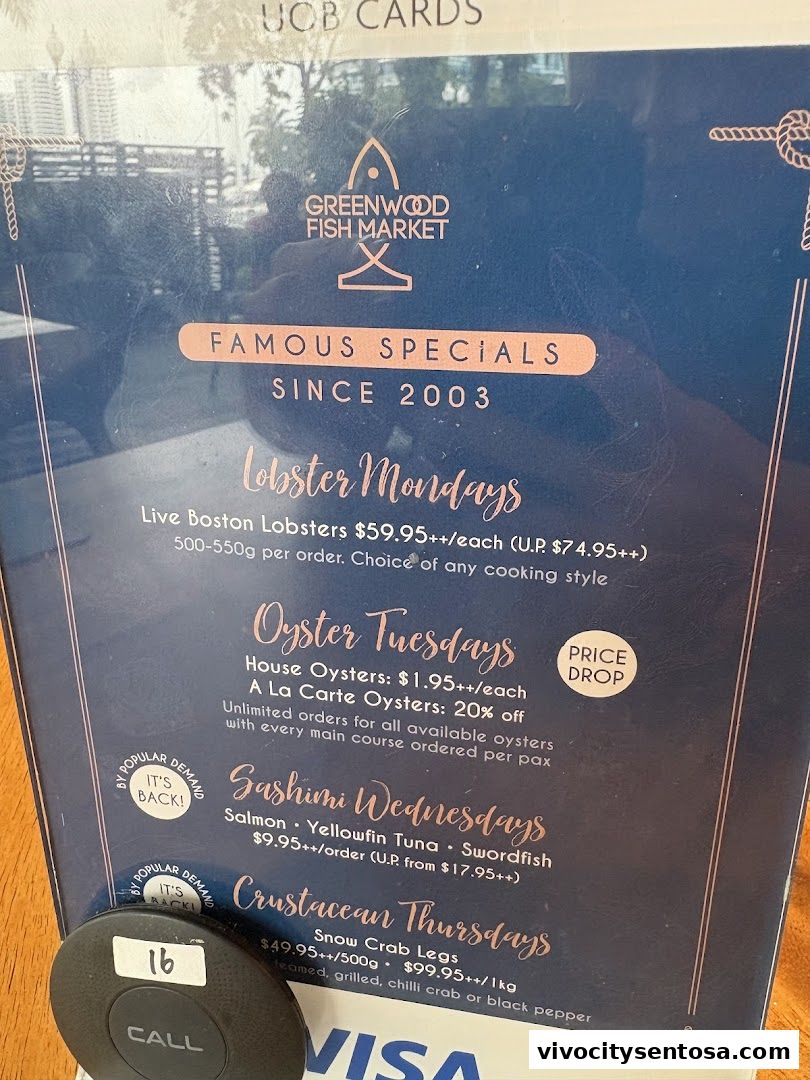 UOB CARDS
GREENWOOD
FISH MARKET
FAMOUS SPECIALS
SINCE 2003
Lobster Mondays
Live Boston Lobsters $59.95++/each (U.P. $74.95++)
500-550g per order. Choice of any cooking style
Oyster Tuesdays
House Oysters: $1.95++/each
A La Carte Oysters: 20% off
Unlimited orders for all available oysters
with every main course ordered per pax
PRICE
DROP
BY POPULAR DEMAND
IT'S
BACK!
Sashimi Wednesdays
Salmon • Yellowfin Tuna • Swordfish
$9.95++/order (U.P. from $17.95++)
BY POPULAR DEMAND
IT'S
BACK!
Crustacean Thursdays
Snow Crab Legs
$49.95++/500g • $99.95++/1kg
grilled, chilli crab or black pepper
16
CALL
VISA
vivocitysentosa.com